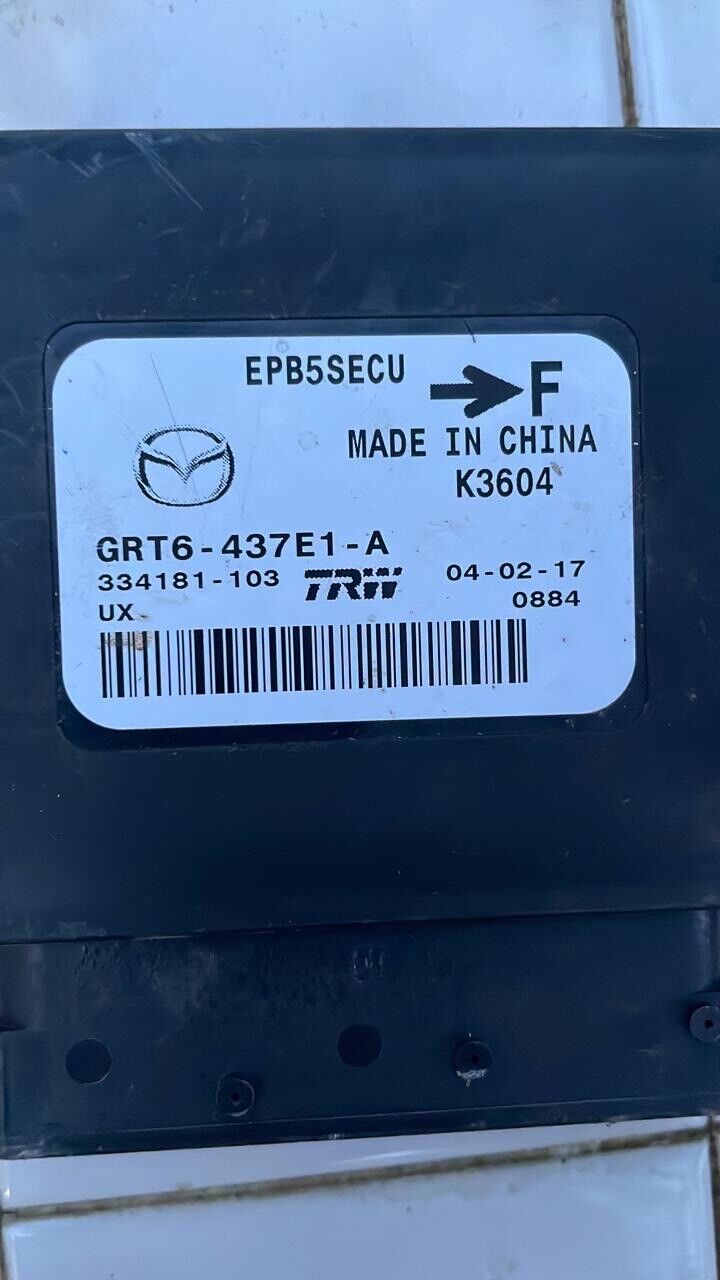 EPB5SECU
F
MADE IN CHINA
K3604
GRT6-437E1-A
334181-103 TRW 04-02-17
UX 0884